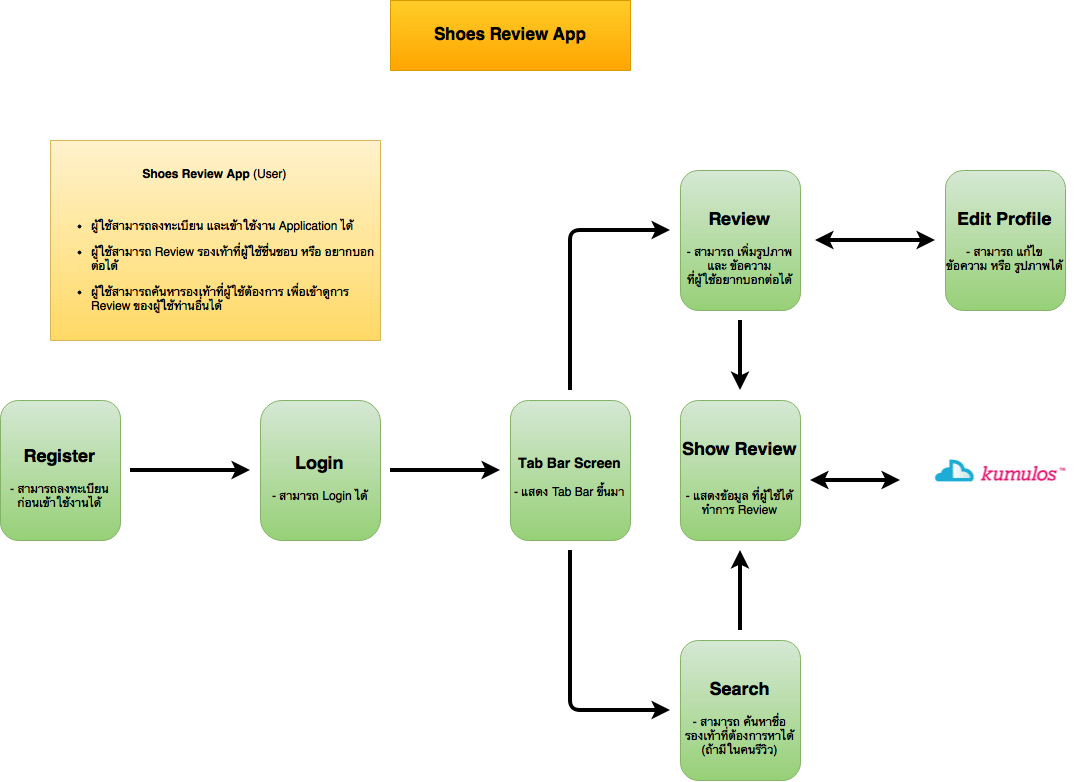 Shoes Review App
Shoes Review App (User)
• ผู้ใช้สามารถลงทะเบียน และเข้าใช้งาน Application ได้
• ผู้ใช้สามารถ Review รองเท้าที่ผู้ใช้ชื่นชอบ หรือ อยากบอก
ต่อได้
• ผู้ใช้สามารถค้นหารองเท้าที่ผู้ใช้ต้องการ เพื่อเข้าดูการ
Review ของผู้ใช้ท่านอื่นได้
Review
- สามารถ เพิ่มรูปภาพ
และ ข้อความ
ที่ผู้ใช้อยากบอกต่อได้
Edit Profile
- สามารถ แก้ไข
ข้อความ หรือ รูปภาพได้
Register
- สามารถลงทะเบียน
ก่อนเข้าใช้งานได้
Login
- สามารถ Login ได้
Tab Bar Screen
- แสดง Tab Bar ขึ้นมา
Show Review
- แสดงข้อมูล ที่ผู้ใช้ได้
ทำการ Review
kumulos™
Search
- สามารถ ค้นหาชื่อ
รองเท้าที่ต้องการหาได้
(ถ้ามีในคนรีวิว)